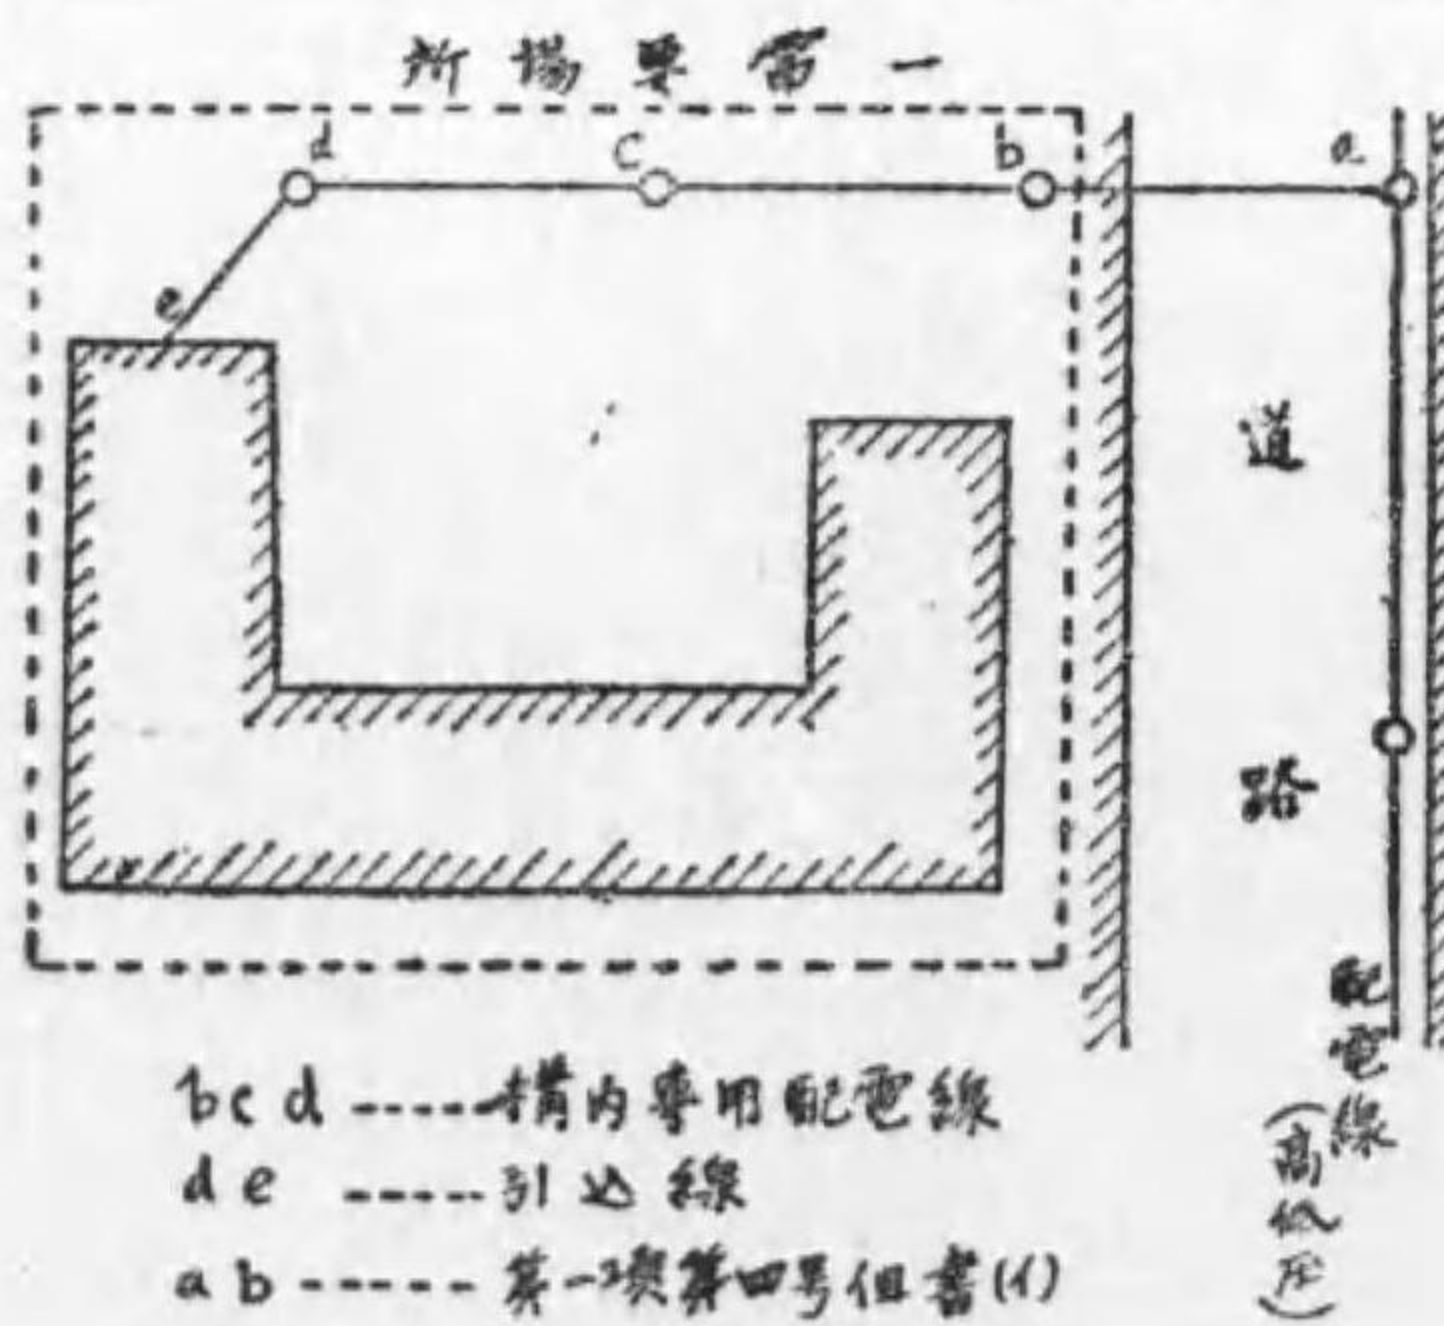 所場要需一
d
c
b
a
e
道路
配電線
(高低圧)
bcd-----構内専用配電線
de-----引込線
ab-----第一項第四号但書(イ)